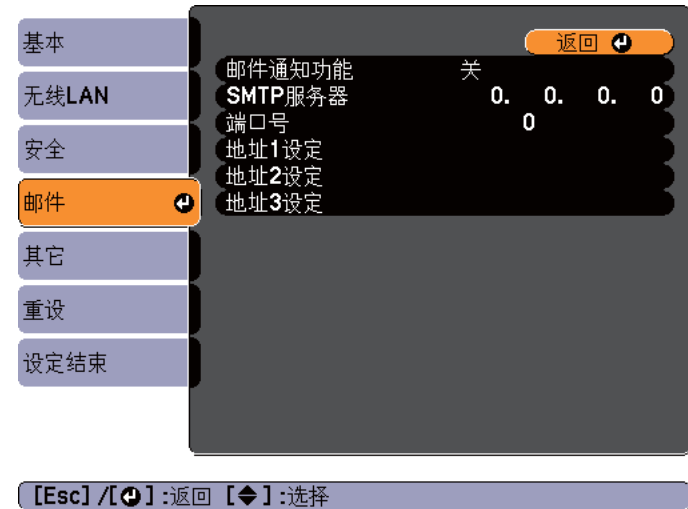 基本
无线LAN
安全
邮件
其它
重设
设定结束
返回
邮件通知功能 关
SMTP服务器 0. 0. 0. 0
端口号 0
地址1设定
地址2设定
地址3设定
[Esc] /[⏎] :返回 [◆] :选择